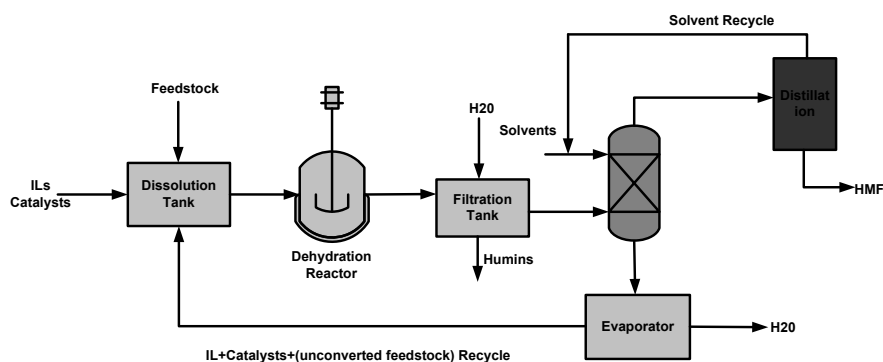 Solvent Recycle
Feedstock
H20
Solvents
Distillat
ion
ILs
Catalysts
Dissolution
Tank
Filtration
Tank
HMF
Dehydration
Reactor
Humins
Evaporator
H20
IL+Catalysts+(unconverted feedstock) Recycle